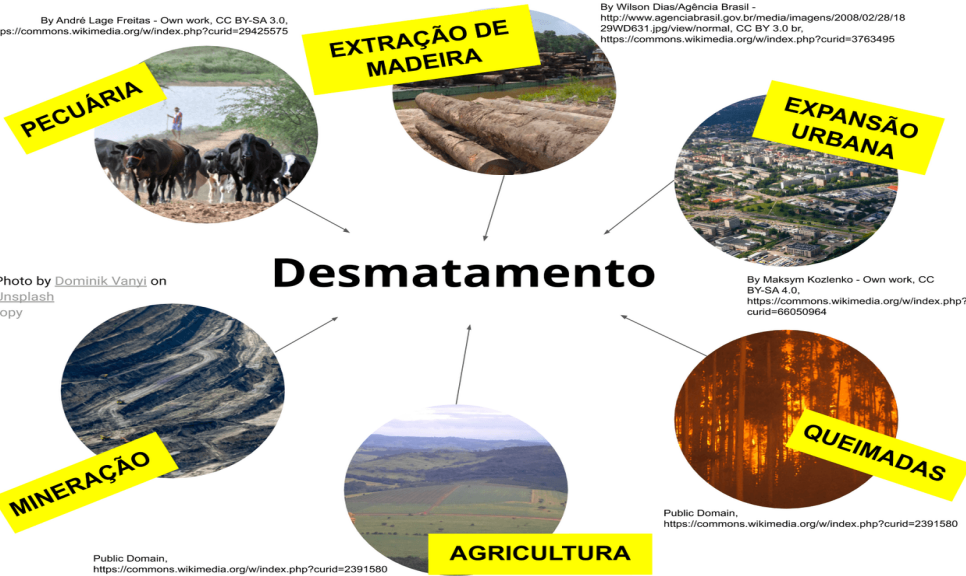 By André Lage Freitas - Own work, CC BY-SA 3.0,
ps://commons.wikimedia.org/w/index.php?curid=29425575
EXTRAÇÃO DE
MADEIRA
By Wilson Dias/Agência Brasil -
http://www.agenciabrasil.gov.br/media/imagens/2008/02/28/18
29WD631.jpg/view/normal, CC BY 3.0 br,
https://commons.wikimedia.org/w/index.php?curid=3763495
PECUÁRIA
EXPANSÃO
URBANA
Desmatamento
Photo by Dominik Vanyi on
Unsplash
opy
By Maksym Kozlenko - Own work, CC
BY-SA 4.0,
https://commons.wikimedia.org/w/index.php?
curid=66050964
MINERAÇÃO
QUEIMADAS
AGRICULTURA
Public Domain,
https://commons.wikimedia.org/w/index.php?curid=2391580
Public Domain,
https://commons.wikimedia.org/w/index.php?curid=2391580